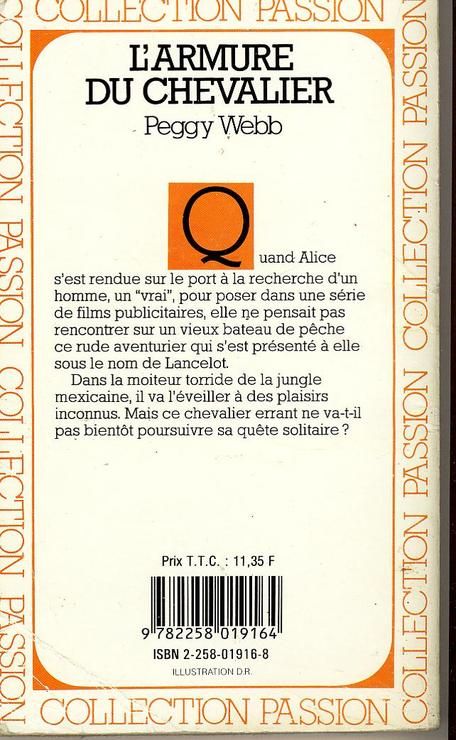 COLLECTION PASSION
L'ARMURE
DU CHEVALIER
Peggy Webb
Quand Alice
s'est rendue sur le port à la recherche d'un
homme, un "vrai", pour poser dans une série
de films publicitaires, elle ne pensait pas
rencontrer sur un vieux bateau de pêche
ce rude aventurier qui s'est présenté à elle
sous le nom de Lancelot.
Dans la moiteur torride de la jungle
mexicaine, il va l'éveiller à des plaisirs
inconnus. Mais ce chevalier errant ne va-t-il
pas bientôt poursuivre sa quête solitaire ?
Prix T.T.C. : 11,35 F
9 782258 019164
ISBN 2-258-01916-8
ILLUSTRATION D.R.
COLLECTION PASSION
COLLECTION PASSION COLLECTION PASSION
COLLECTION PASSION COLLECTION PASSION